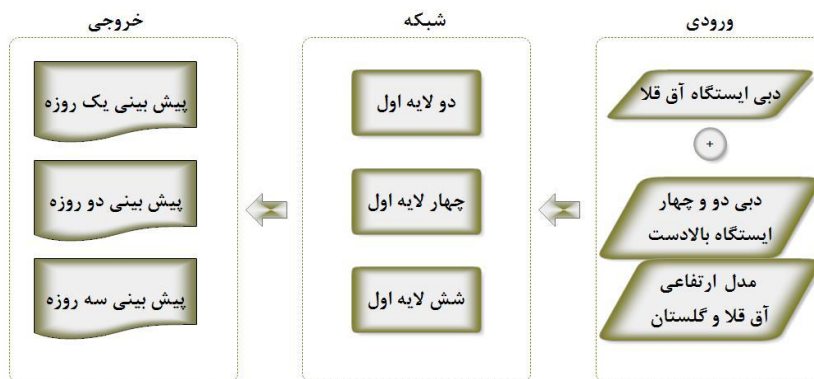 ورودی
دبی ایستگاه آق قلا
+
دبی دو و چهار
ایستگاه بالادست
مدل ارتفاعی
آق قلا و گلستان
شبکه
دو لایه اول
چهار لایه اول
شش لایه اول
خروجی
پیش بینی یک روزه
پیش بینی دو روزه
پیش بینی سه روزه